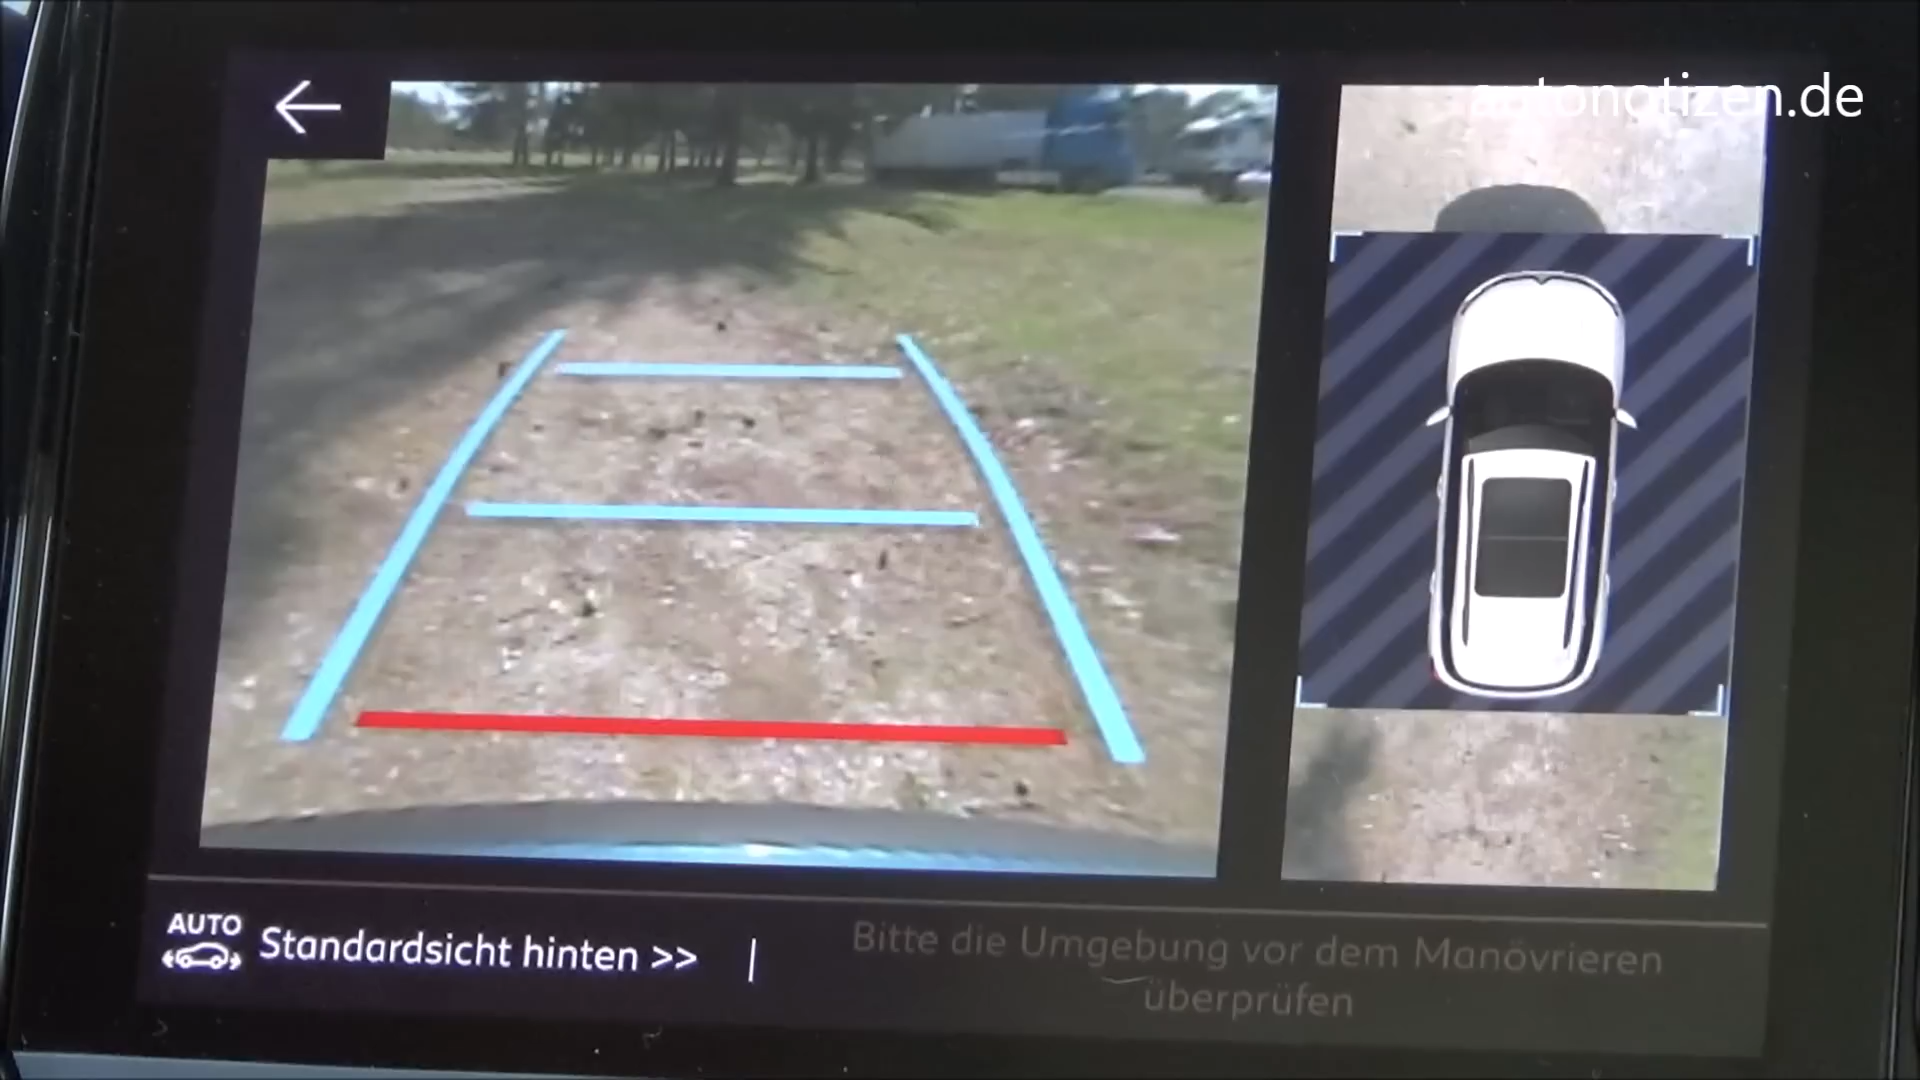 autonotizen.de
AUTO
Standardsicht hinten >> |
Bitte die Umgebung vor dem Manövrieren
überprüfen